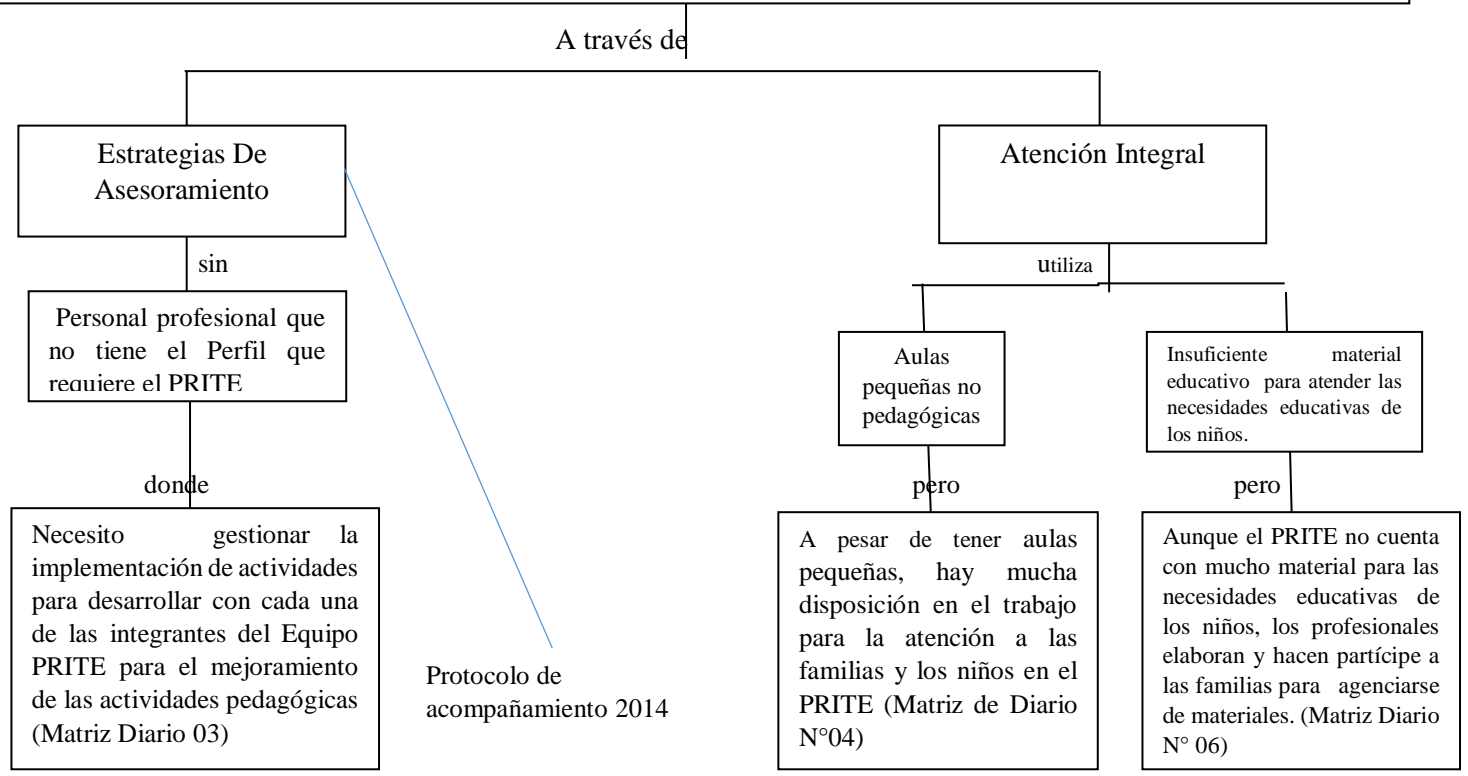 A través de
Estrategias De
Asesoramiento
Atención Integral
sin
utiliza
Personal profesional que
no tiene el Perfil que
requiere el PRITE
Aulas
pequeñas no
pedagógicas
Insuficiente material
educativo para atender las
necesidades educativas de
los niños.
donde
pero
pero
Necesito gestionar la
implementación de actividades
para desarrollar con cada una
de las integrantes del Equipo
PRITE para el mejoramiento
de las actividades pedagógicas
(Matriz Diario 03)
Protocolo de
acompañamiento 2014
A pesar de tener aulas
pequeñas, hay mucha
disposición en el trabajo
para la atención a las
familias y los niños en el
PRITE (Matriz de Diario
N°04)
Aunque el PRITE no cuenta
con mucho material para las
necesidades educativas de
los niños, los profesionales
elaboran y hacen partícipe a
las familias para agenciarse
de materiales. (Matriz Diario
N° 06)